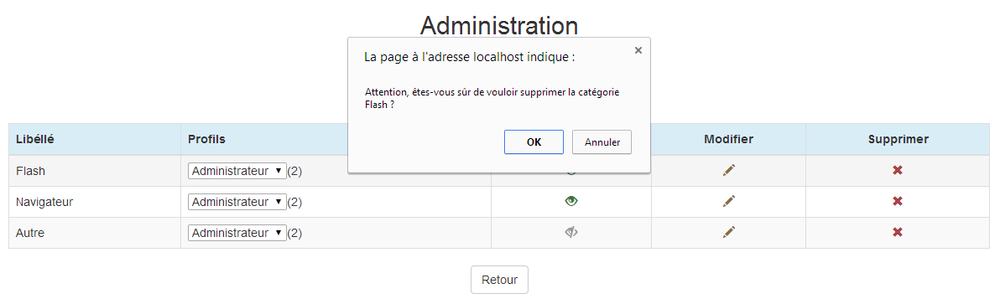 Administration
La page à l'adresse localhost indique :
Attention, êtes-vous sûr de vouloir supprimer la catégorie
Flash ?
OK Annuler
Libéllé Profils Modifier Supprimer
Flash Administrateur (2)
Navigateur Administrateur (2)
Autre Administrateur (2)
Retour